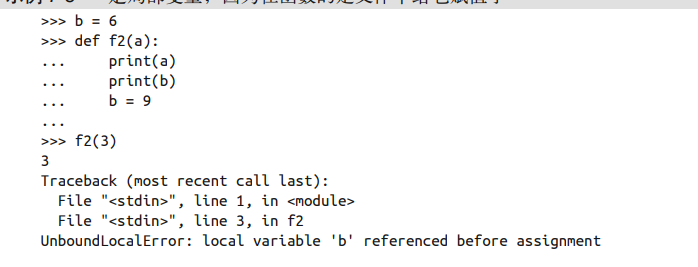 >>> b = 6
>>> def f2(a):
...     print(a)
...     print(b)
...     b = 9
...
>>> f2(3)
3
Traceback (most recent call last):
  File "<stdin>", line 1, in <module>
  File "<stdin>", line 3, in f2
UnboundLocalError: local variable 'b' referenced before assignment